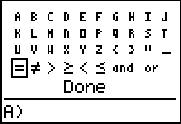 A B C D E F G H I J
K L M N O P Q R S T
U V W X Y Z { } " _
= ≠ > ≥ < ≤ and or
Done
A)